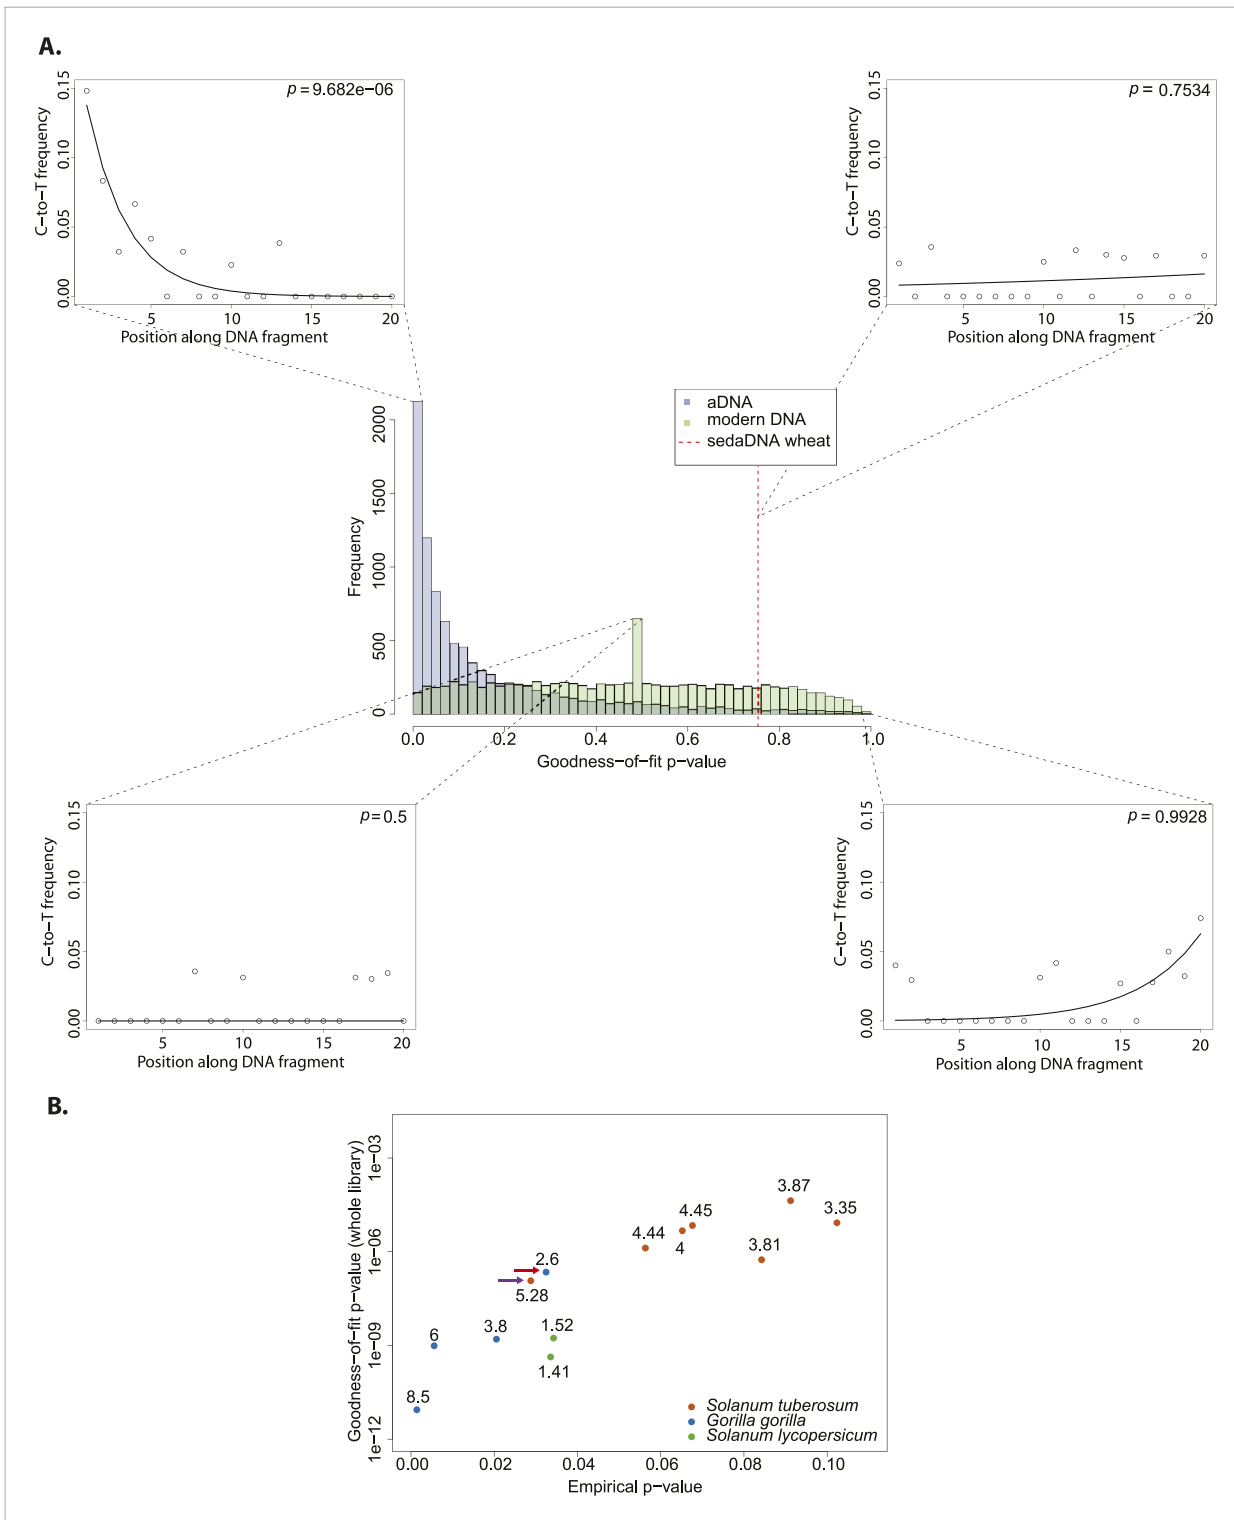 A.
p = 9.682e−06
C−to−T frequency
0.15
0.10
0.05
0.00
5 10 15 20
Position along DNA fragment
p = 0.7534
C−to−T frequency
0.15
0.10
0.05
0.00
5 10 15 20
Position along DNA fragment
aDNA
modern DNA
sedaDNA wheat
Frequency
2000
1500
1000
500
0
0.0 0.2 0.4 0.6 0.8 1.0
Goodness−of−fit p−value
p = 0.5
C−to−T frequency
0.15
0.10
0.05
0.00
5 10 15 20
Position along DNA fragment
p = 0.9928
C−to−T frequency
0.15
0.10
0.05
0.00
5 10 15 20
Position along DNA fragment
B.
Goodness−of−fit p−value (whole library)
1e−03
1e−06
1e−09
1e−12
3.87
3.35
4.45
4.44
4
3.81
2.6
5.28
1.52
3.8
6
1.41
8.5
Solanum tuberosum
Gorilla gorilla
Solanum lycopersicum
0.00 0.02 0.04 0.06 0.08 0.10
Empirical p−value